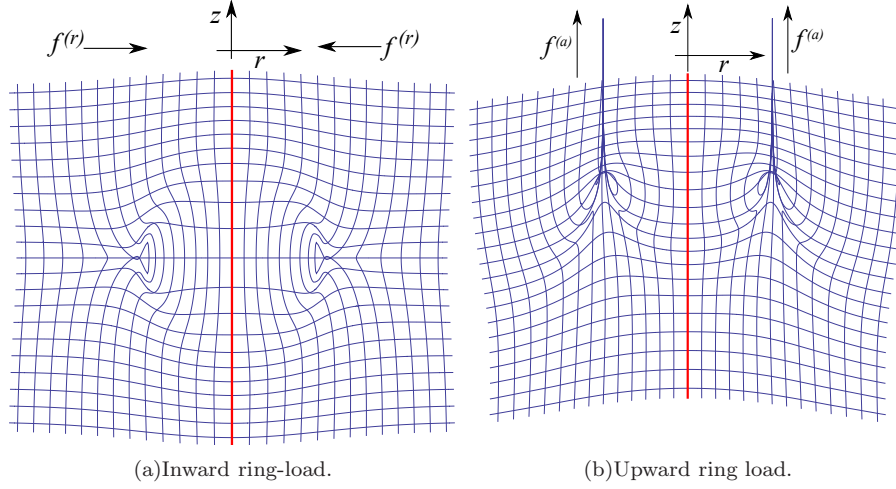 z
f(r) f(r)
r
z
f(a) f(a)
r
(a)Inward ring-load.
(b)Upward ring load.